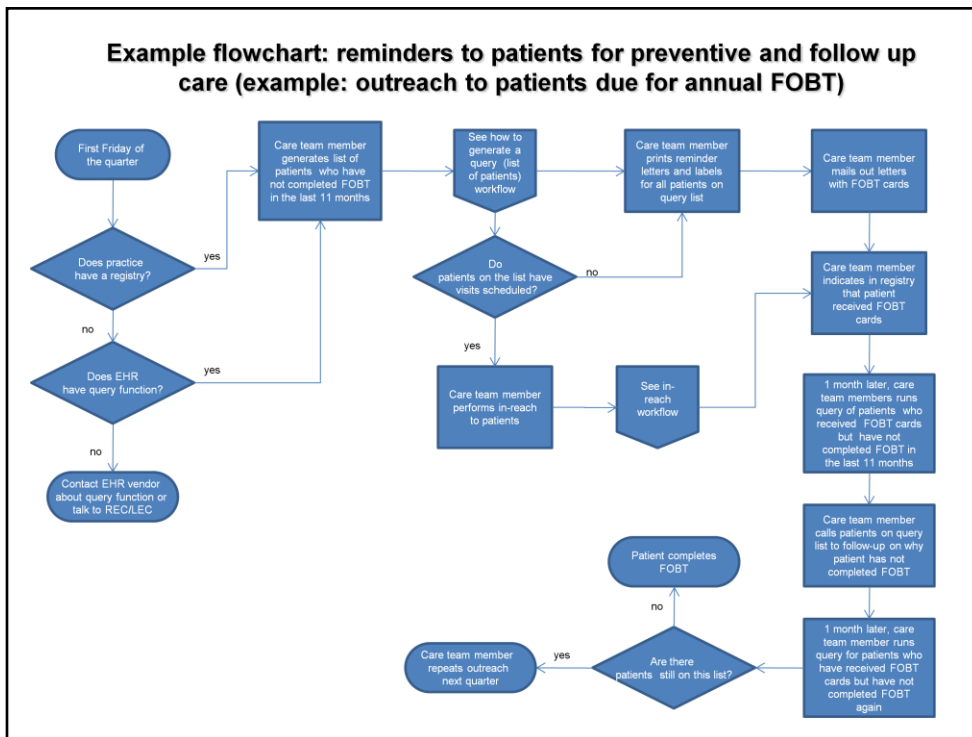 Example flowchart: reminders to patients for preventive and follow up
care (example: outreach to patients due for annual FOBT)
First Friday of
the quarter
Does practice
have a registry?
yes
no
Does EHR
have query function?
yes
no
Contact EHR vendor
about query function or
talk to REC/LEC
Care team member
generates list of
patients who have
not completed FOBT
in the last 11 months
See how to
generate a
query (list
of patients)
workflow
Do
patients on the list have
visits scheduled?
no
yes
Care team member
prints reminder
letters and labels
for all patients on
query list
Care team member
mails out letters
with FOBT cards
Care team member
performs in-reach
to patients
See in-
reach
workflow
Care team member
indicates in registry
that patient
received FOBT
cards
1 month later, care
team members runs
query of patients who
received FOBT cards
but have not
completed FOBT in
the last 11 months
Care team member
calls patients on query
list to follow-up on why
patient has not
completed FOBT
1 month later, care
team member runs
query for patients who
have received FOBT
cards but have not
completed FOBT
again
Are there
patients still on this list?
no
Patient completes
FOBT
yes
Care team member
repeats outreach
next quarter